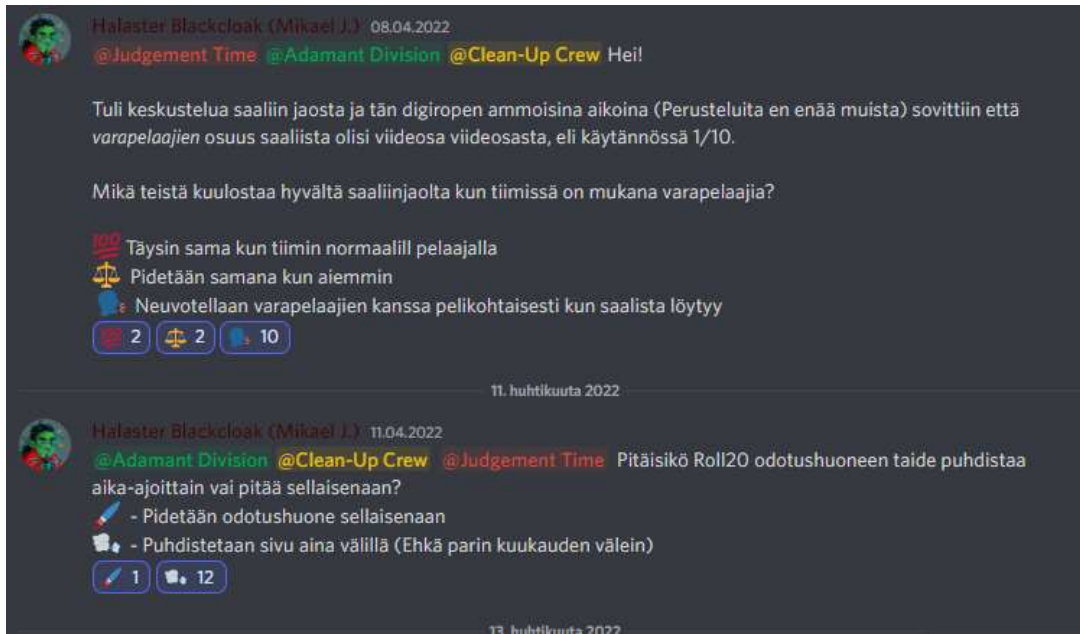 Halaster Blackcloak (Mikael J.) 08.04.2022
@Judgement Time @Adamant Division @Clean-Up Crew Hei!
Tuli keskustelua saaliin jaosta ja tän digiropen ammoisina aikoina (Perusteluita en enää muista) sovittiin että
varapelaajien osuus saaliista olisi viideosa viideosasta, eli käytännössä 1/10.
Mikä teistä kuulostaa hyvältä saaliinjaolta kun tiimissä on mukana varapelaajia?
💯 Täysin sama kun tiimin normaalill pelaajalla
⚖️ Pidetään samana kun aiemmin
🗣️ Neuvotellaan varapelaajien kanssa pelikohtaisesti kun saalista löytyy
💯 2 ⚖️ 2 🗣️ 10
11. huhtikuuta 2022
Halaster Blackcloak (Mikael J.) 11.04.2022
@Adamant Division @Clean-Up Crew @Judgement Time Pitäisikö Roll20 odotushuoneen taide puhdistaa
aika-ajoittain vai pitää sellaisenaan?
🖌️ - Pidetään odotushuone sellaisenaan
- Puhdistetaan sivu aina välillä (Ehkä parin kuukauden välein)
🖌️ 1 12
13. huhtikuuta 2022